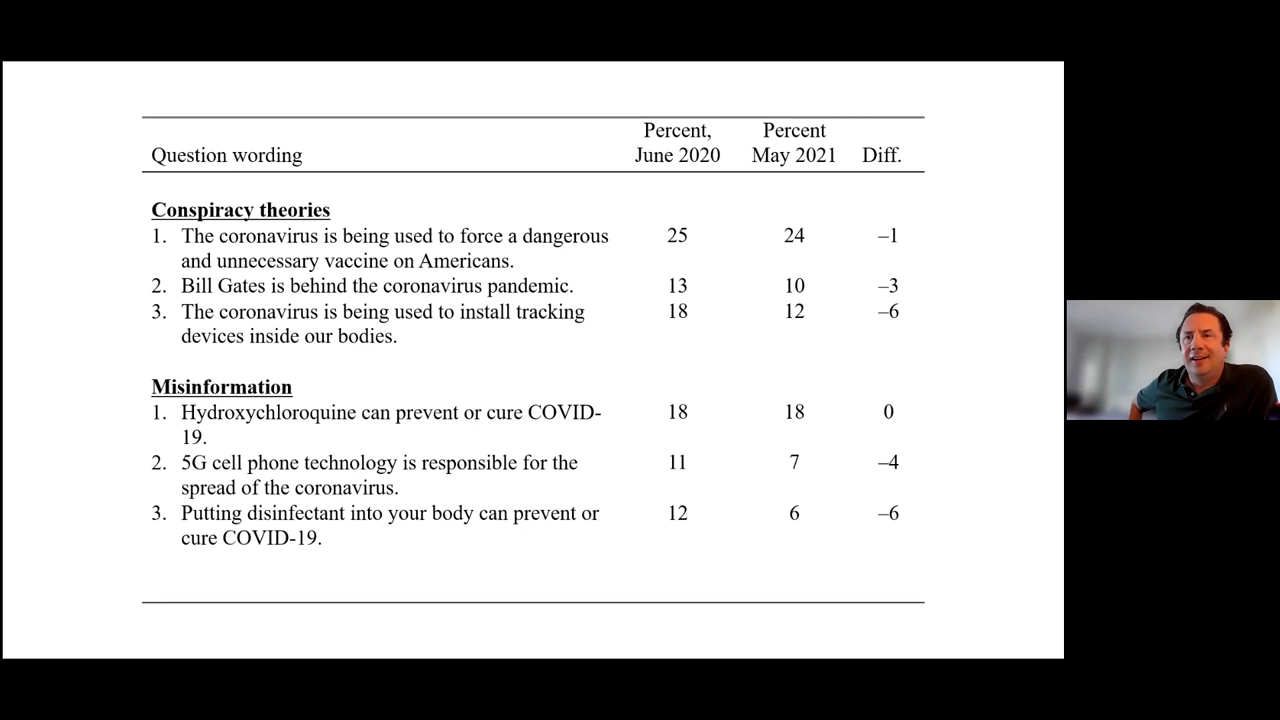 Percent, Percent
Question wording June 2020 May 2021 Diff.
Conspiracy theories
1. The coronavirus is being used to force a dangerous 25 24 –1
and unnecessary vaccine on Americans.
2. Bill Gates is behind the coronavirus pandemic. 13 10 –3
3. The coronavirus is being used to install tracking 18 12 –6
devices inside our bodies.
Misinformation
1. Hydroxychloroquine can prevent or cure COVID- 18 18 0
19.
2. 5G cell phone technology is responsible for the 11 7 –4
spread of the coronavirus.
3. Putting disinfectant into your body can prevent or 12 6 –6
cure COVID-19.